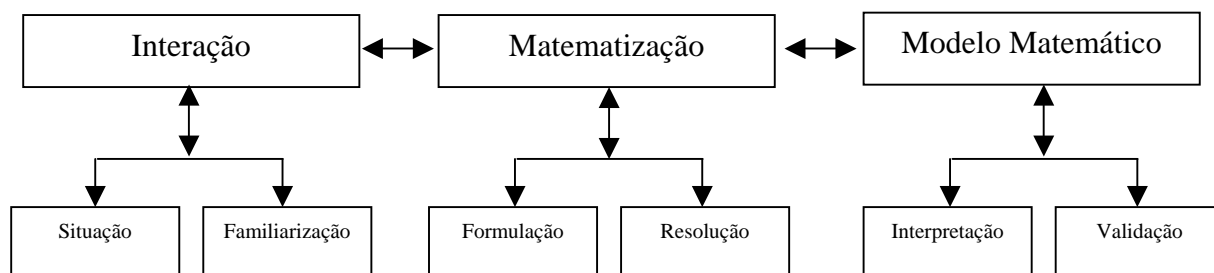 Interação
Matematização
Modelo Matemático
Situação
Familiarização
Formulação
Resolução
Interpretação
Validação